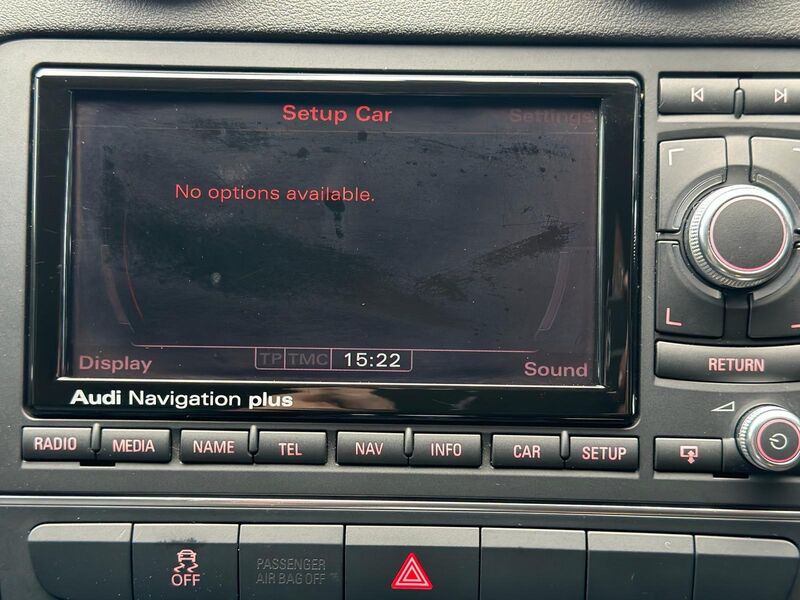 Setup Car
Settings
No options available.
Display
TP TMC 15:22
Sound
Audi Navigation plus
RETURN
RADIO MEDIA NAME TEL NAV INFO CAR SETUP
OFF
PASSENGER
AIR BAG OFF